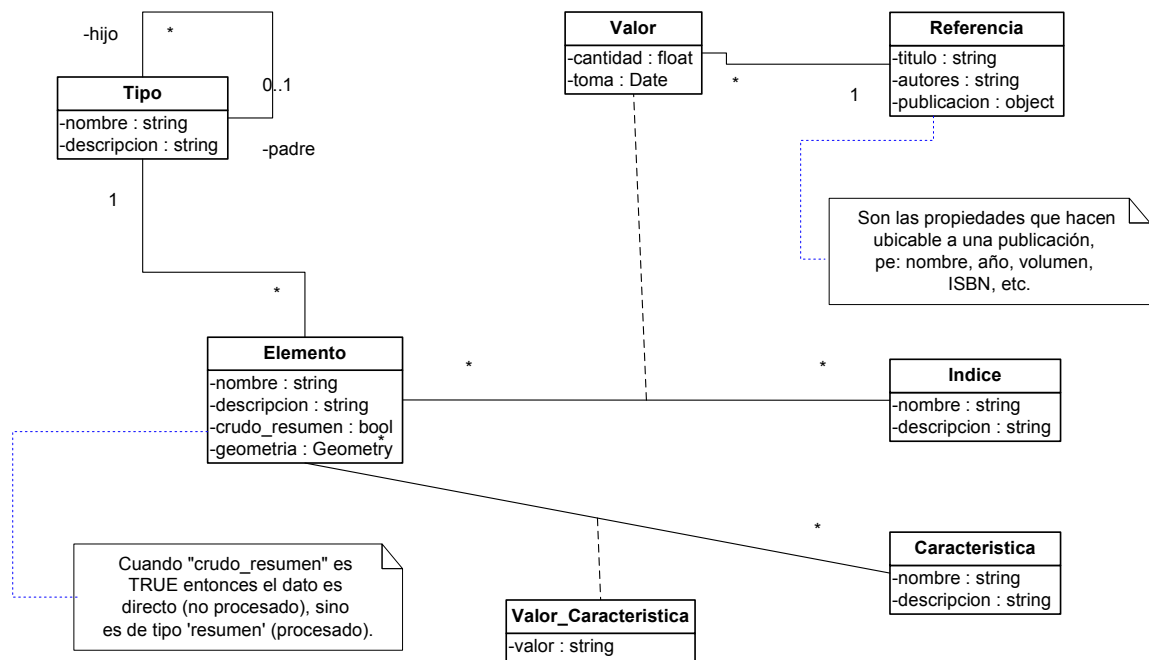 -hijo
*
0..1
-padre
Tipo
-nombre : string
-descripcion : string
1
*
Valor
-cantidad : float
-toma : Date
*
1
Referencia
-titulo : string
-autores : string
-publicacion : object
Son las propiedades que hacen
ubicable a una publicación,
pe: nombre, año, volumen,
ISBN, etc.
Elemento
-nombre : string
-descripcion : string
-crudo_resumen : bool
-geometria : Geometry
*
*
*
Indice
-nombre : string
-descripcion : string
*
Caracteristica
-nombre : string
-descripcion : string
Cuando "crudo_resumen" es
TRUE entonces el dato es
directo (no procesado), sino
es de tipo 'resumen' (procesado).
Valor_Caracteristica
-valor : string